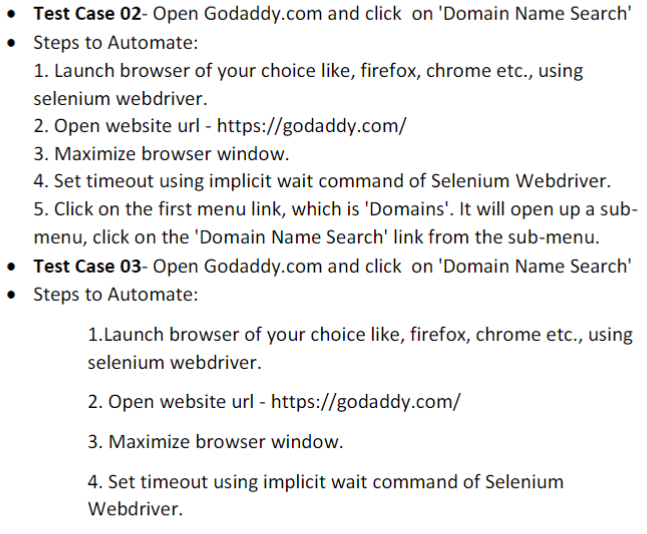 • Test Case 02- Open Godaddy.com and click  on 'Domain Name Search'
• Steps to Automate:
1. Launch browser of your choice like, firefox, chrome etc., using
selenium webdriver.
2. Open website url - https://godaddy.com/
3. Maximize browser window.
4. Set timeout using implicit wait command of Selenium Webdriver.
5. Click on the first menu link, which is 'Domains'. It will open up a sub-
menu, click on the 'Domain Name Search' link from the sub-menu.
• Test Case 03- Open Godaddy.com and click  on 'Domain Name Search'
• Steps to Automate:
1.Launch browser of your choice like, firefox, chrome etc., using
selenium webdriver.
2. Open website url - https://godaddy.com/
3. Maximize browser window.
4. Set timeout using implicit wait command of Selenium
Webdriver.